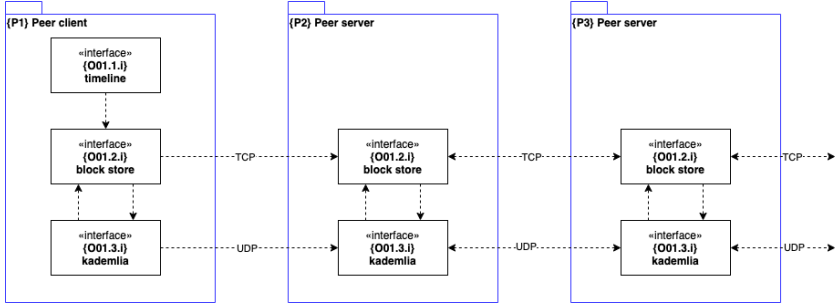 {P1} Peer client
«interface»
{O01.1.i}
timeline
«interface»
{O01.2.i}
block store
«interface»
{O01.3.i}
kademlia
TCP
UDP
{P2} Peer server
«interface»
{O01.2.i}
block store
«interface»
{O01.3.i}
kademlia
TCP
UDP
{P3} Peer server
«interface»
{O01.2.i}
block store
«interface»
{O01.3.i}
kademlia
TCP
UDP